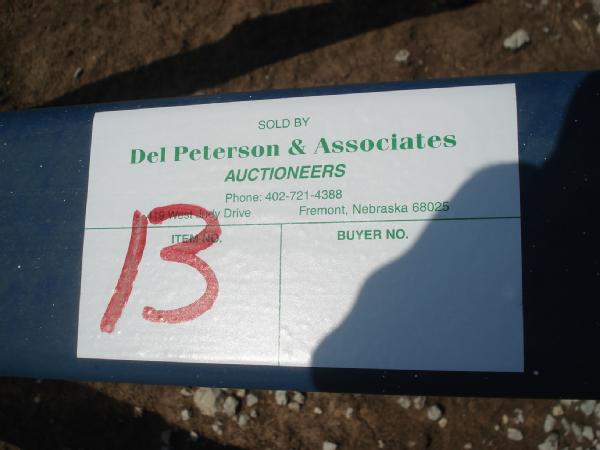 SOLD BY
Del Peterson & Associates
AUCTIONEERS
Phone: 402-721-4388
West Judy Drive Fremont, Nebraska 68025
ITEM NO. BUYER NO.
13